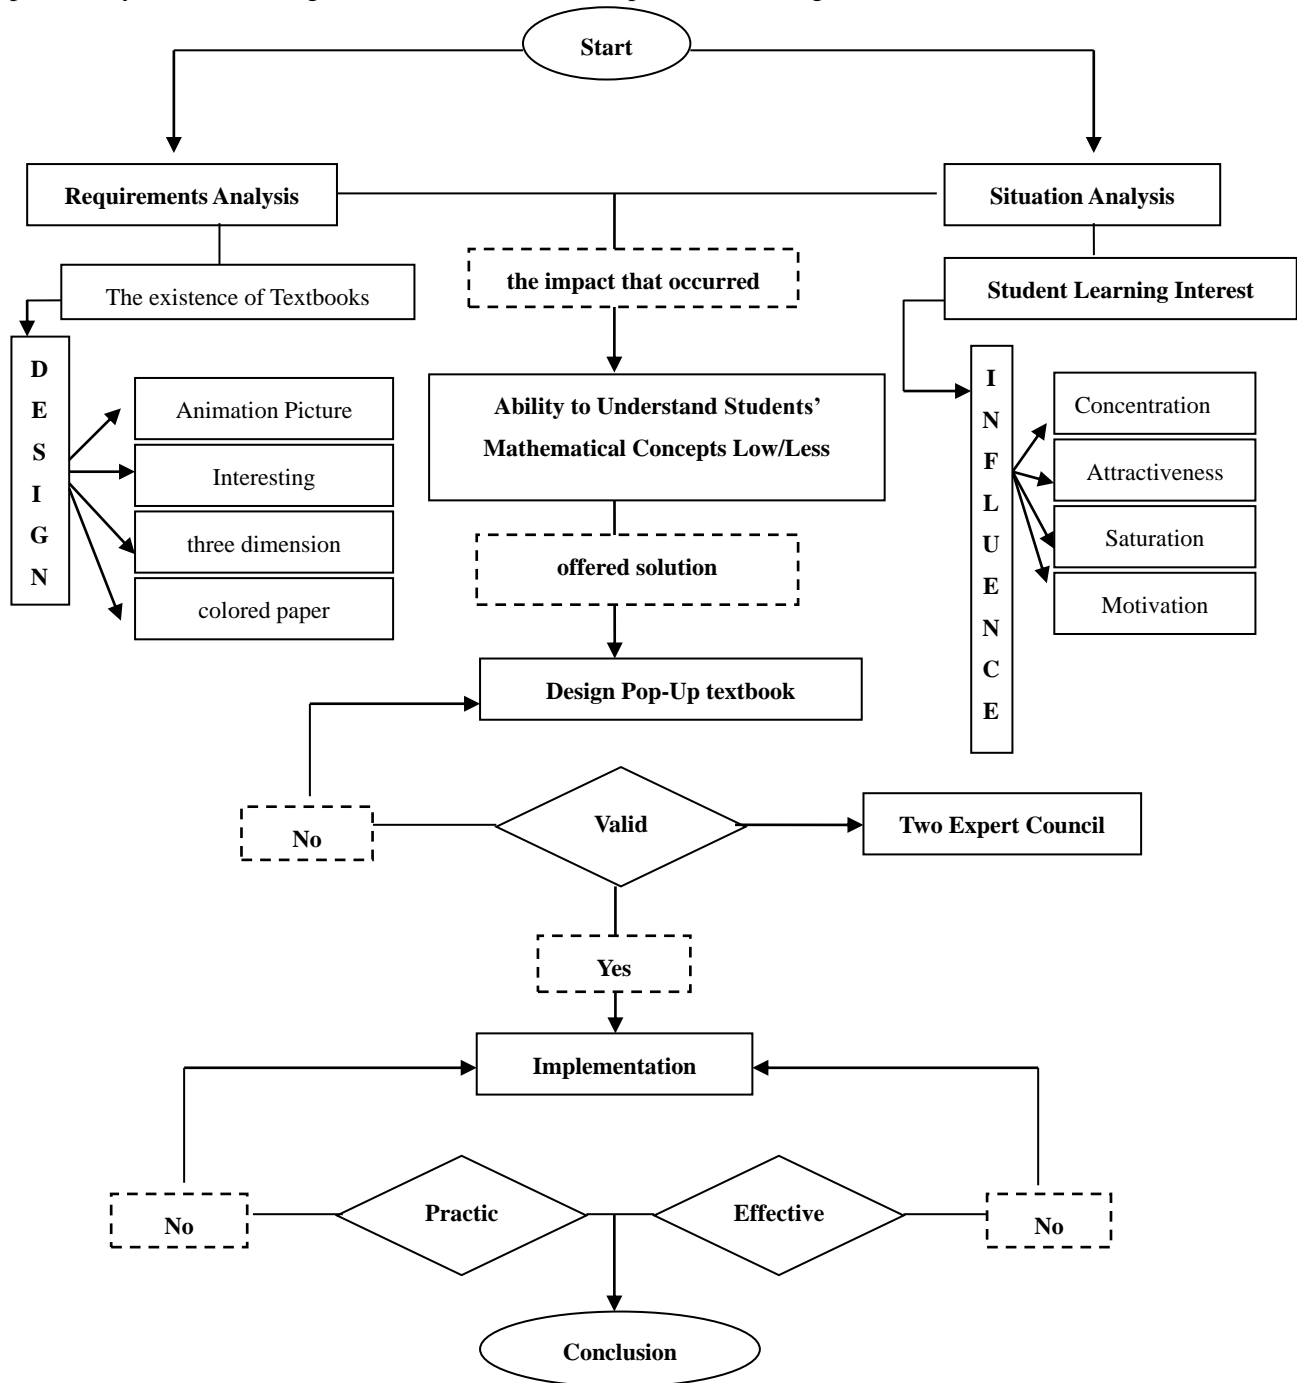 Start
Requirements Analysis
Situation Analysis
the impact that occurred
The existence of Textbooks
Student Learning Interest
DESIGN
Animation Picture
Interesting
three dimension
colored paper
Ability to Understand Students’
Mathematical Concepts Low/Less
INFLUENCE
Concentration
Attractiveness
Saturation
Motivation
offered solution
Design Pop-Up textbook
No
Valid
Two Expert Council
Yes
Implementation
No
Practic
Effective
No
Conclusion